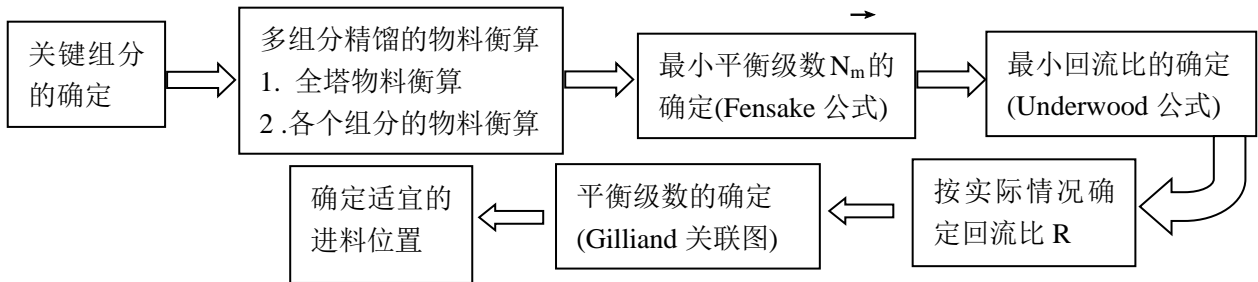 关键组分
的确定
多组分精馏的物料衡算
1. 全塔物料衡算
2 .各个组分的物料衡算
最小平衡级数 Nm 的
确定(Fensake 公式)
最小回流比的确定
(Underwood 公式)
按实际情况确
定回流比 R
平衡级数的确定
(Gilliand 关联图)
确定适宜的
进料位置